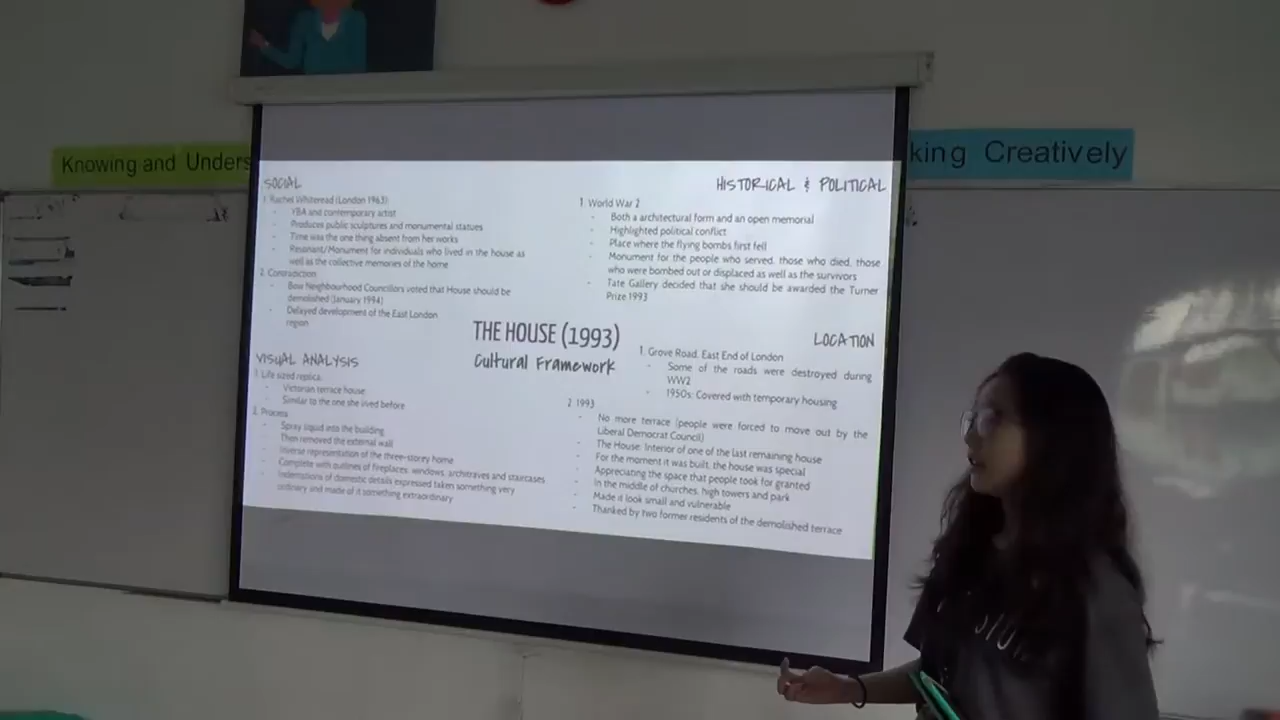 Knowing and Unders
king Creatively
SOCIAL
1. Rachel Whiteread (London 1963)
- YBA and contemporary artist
- Produces public sculptures and monumental statues
- Time was the one thing absent from her works
- Resonant/Monument for individuals who lived in the house as
well as the collective memories of the home
2. Contradiction
- Bow Neighbourhood Councillors voted that House should be
demolished (January 1994)
- Delayed development of the East London
region
VISUAL ANALYSIS
1. Life sized replica
- Victorian terrace house
- Similar to the one she lived before
2. Process
- Spray liquid into the building
- Then removed the external wall
- Inverse representation of the three-storey home
- Complete with outlines of fireplaces, windows, architraves and staircases
- Indentations of domestic details expressed taken something very
ordinary and made of it something extraordinary
THE HOUSE (1993)
Cultural Framework
HISTORICAL & POLITICAL
1. World War 2
- Both a architectural form and an open memorial
- Highlighted political conflict
- Place where the flying bombs first fell
- Monument for the people who served, those who died, those
who were bombed out or displaced as well as the survivors
- Tate Gallery decided that she should be awarded the Turner
Prize 1993
LOCATION
1. Grove Road, East End of London
- Some of the roads were destroyed during
WW2
- 1950s: Covered with temporary housing
2. 1993
- No more terrace (people were forced to move out by the
Liberal Democrat Council)
- The House: Interior of one of the last remaining house
- For the moment it was built, the house was special
- Appreciating the space that people took for granted
- In the middle of churches, high towers and park
- Made it look small and vulnerable
- Thanked by two former residents of the demolished terrace